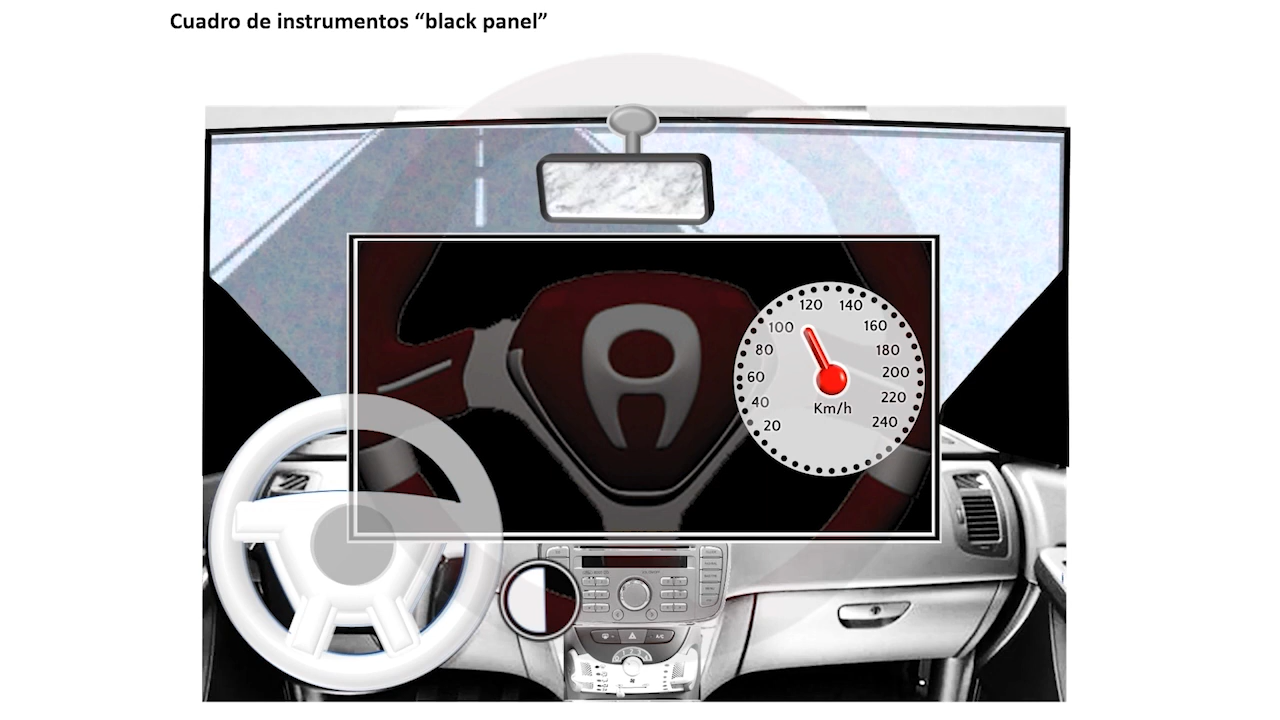 Cuadro de instrumentos “black panel”
120 140
100 160
80 180
60 200
40 220
20 240
Km/h
A/C